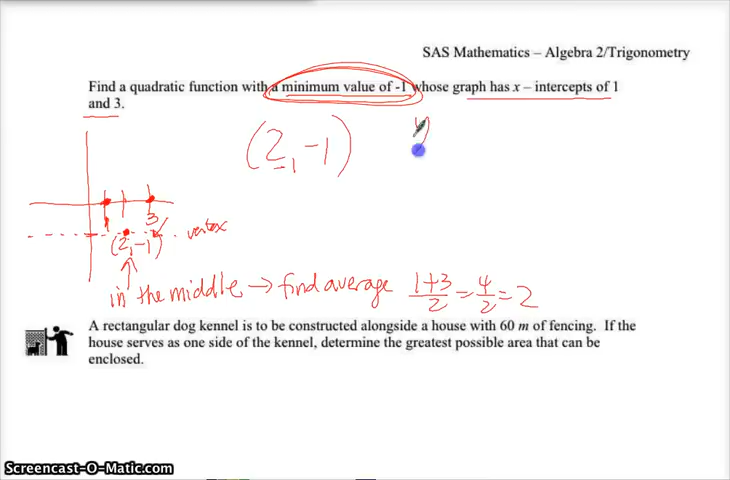 SAS Mathematics – Algebra 2/Trigonometry
Find a quadratic function with a minimum value of -1 whose graph has x – intercepts of 1
and 3.
(2, -1) y
1 3
(2, -1) vertex
in the middle → find average 1+3/2 = 4/2 = 2
A rectangular dog kennel is to be constructed alongside a house with 60 m of fencing. If the
house serves as one side of the kennel, determine the greatest possible area that can be
enclosed.
Screencast-O-Matic.com